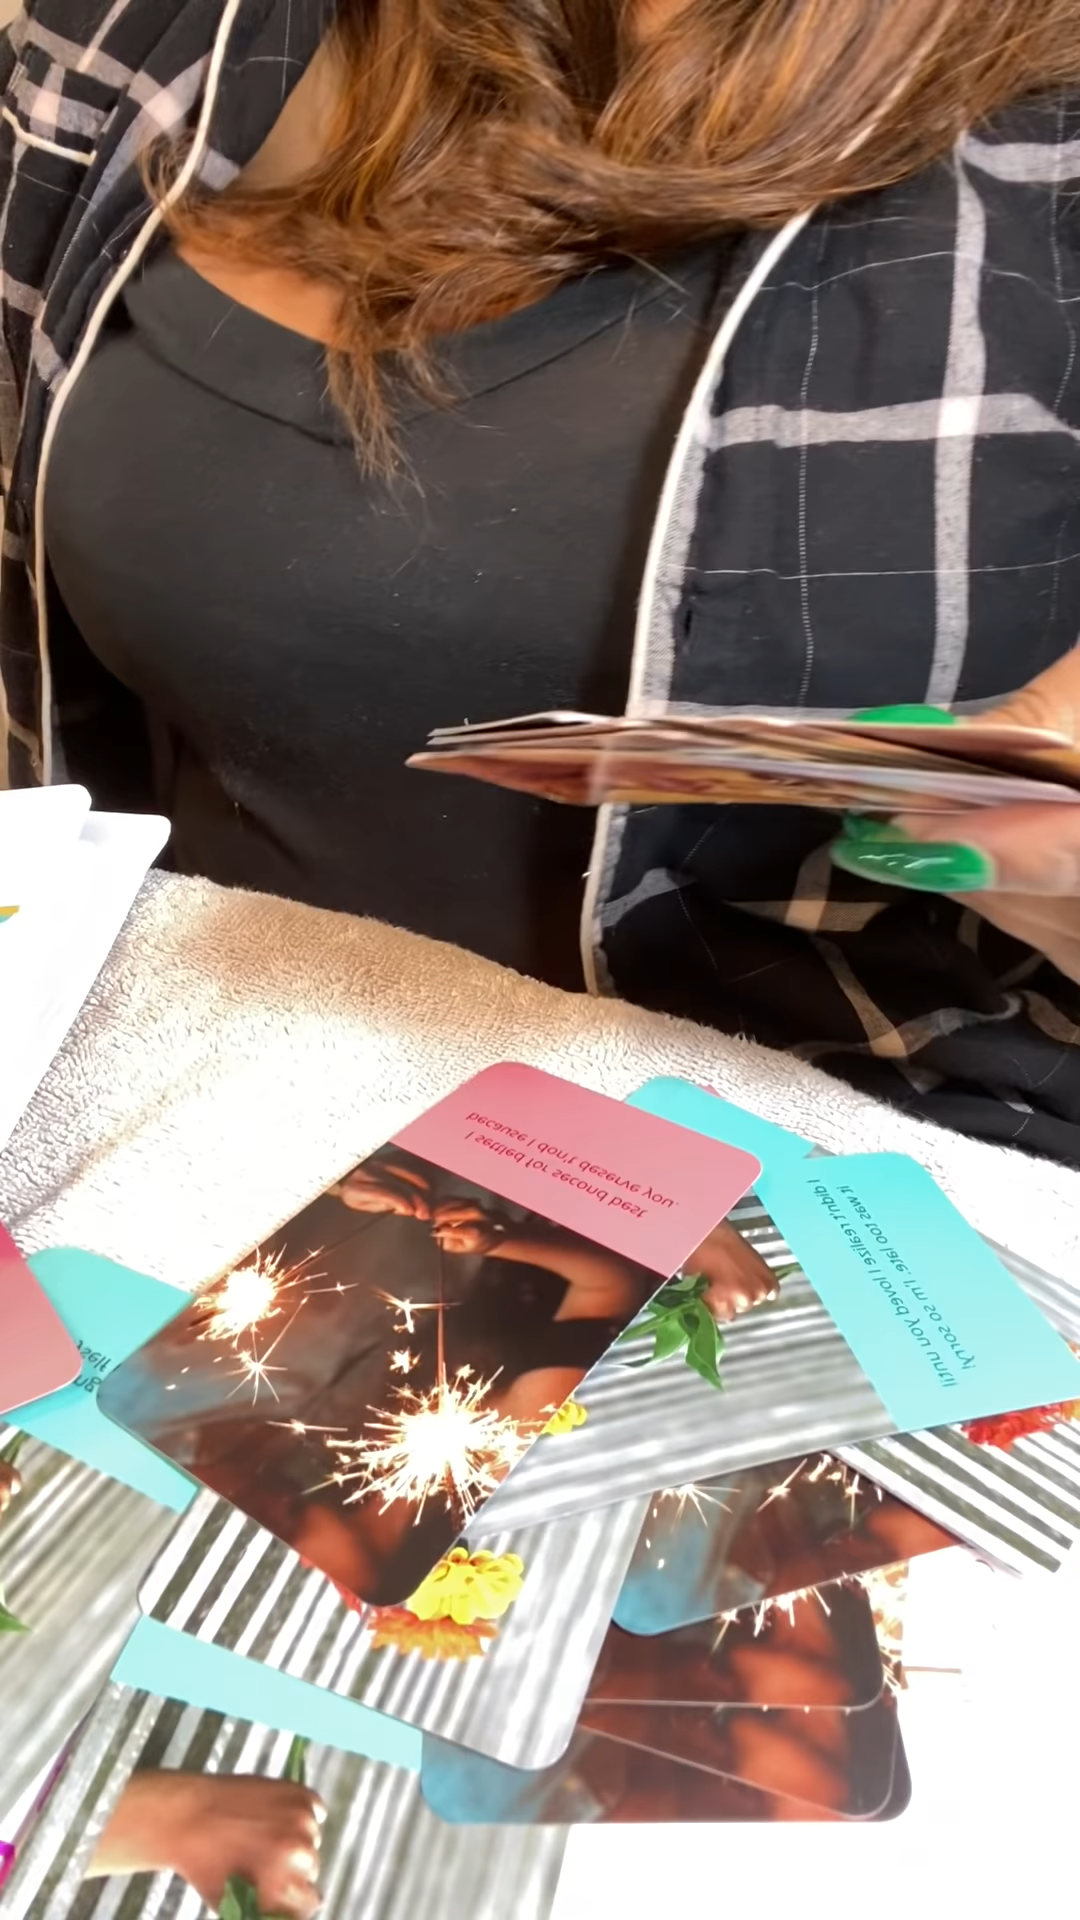 I settled for second best
because I don't deserve you.
I didn't realize I loved you until
it was too late. I'm so sorry!